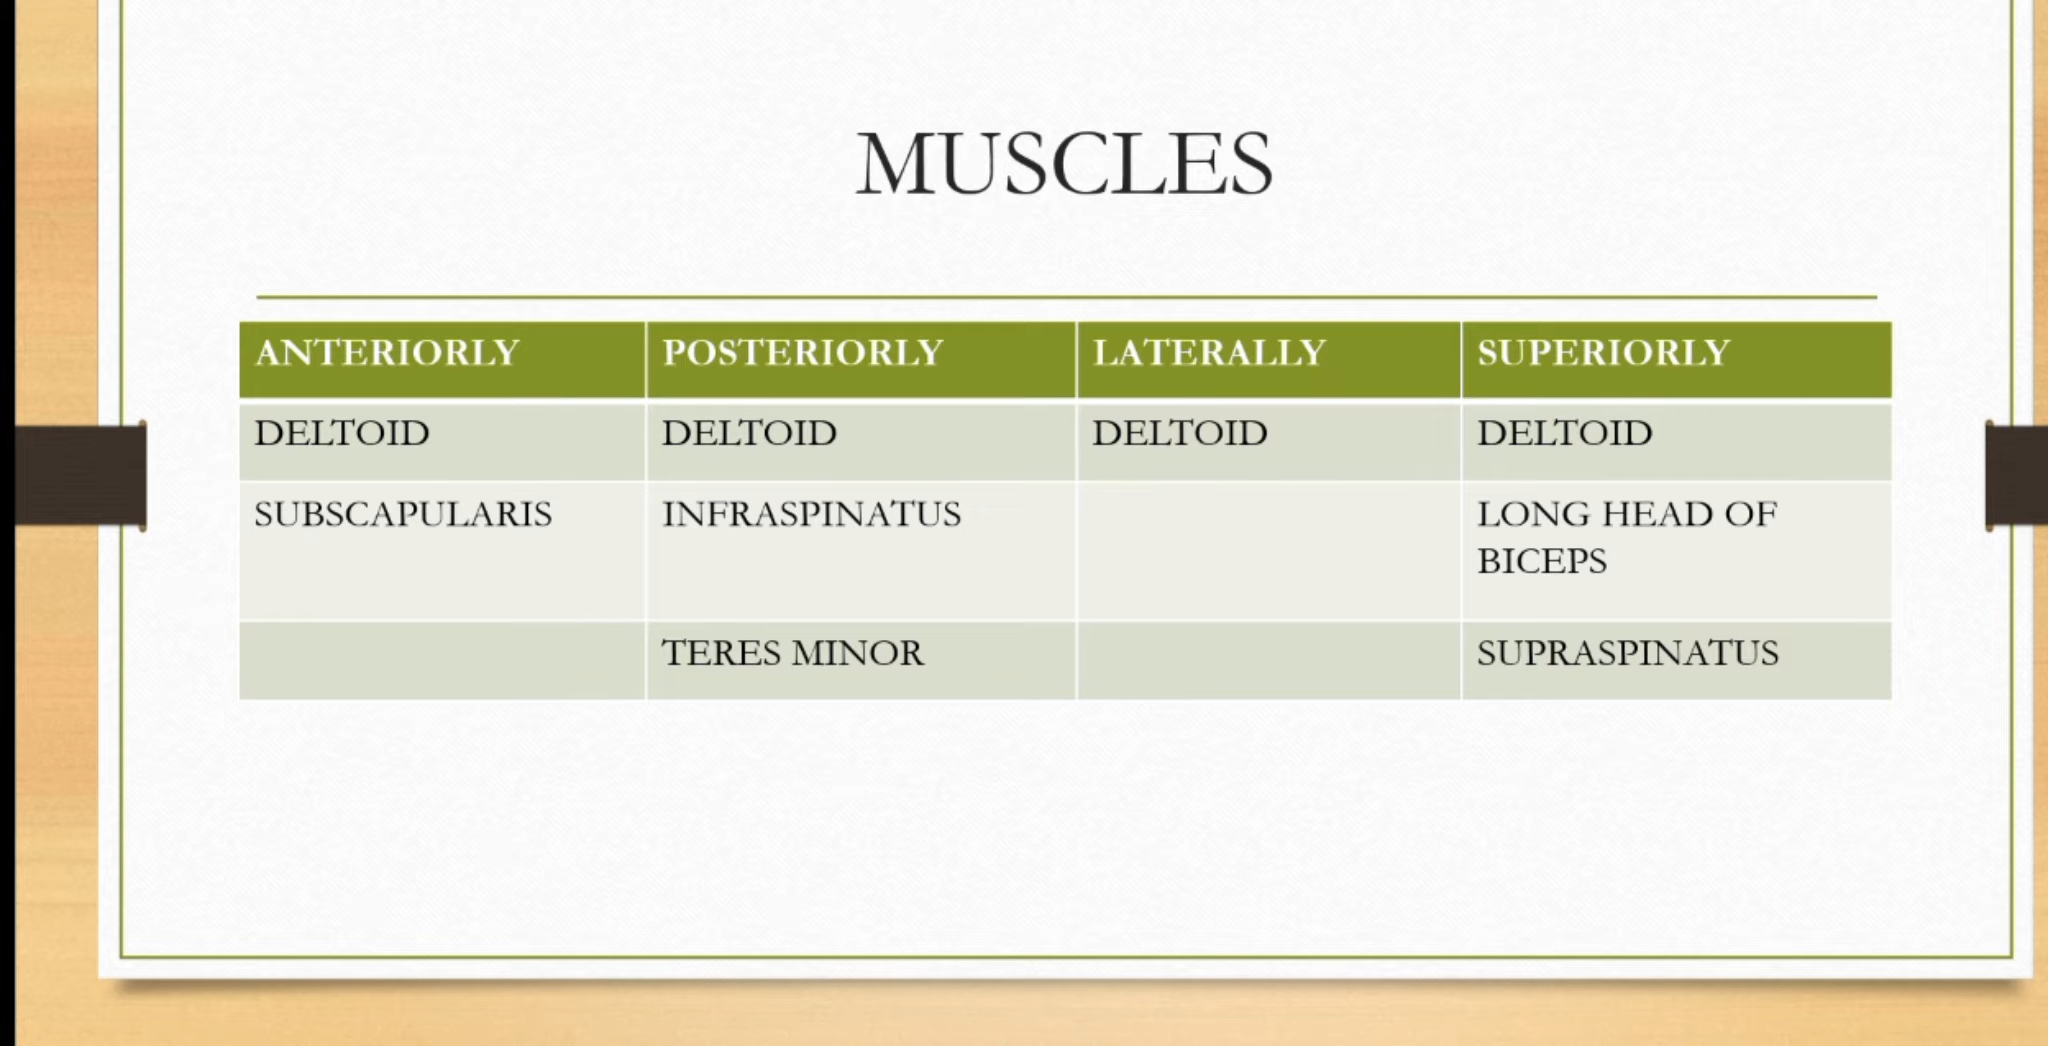 MUSCLES
ANTERIORLY POSTERIORLY LATERALLY SUPERIORLY
DELTOID DELTOID DELTOID DELTOID
SUBSCAPULARIS INFRASPINATUS LONG HEAD OF
BICEPS
TERES MINOR SUPRASPINATUS